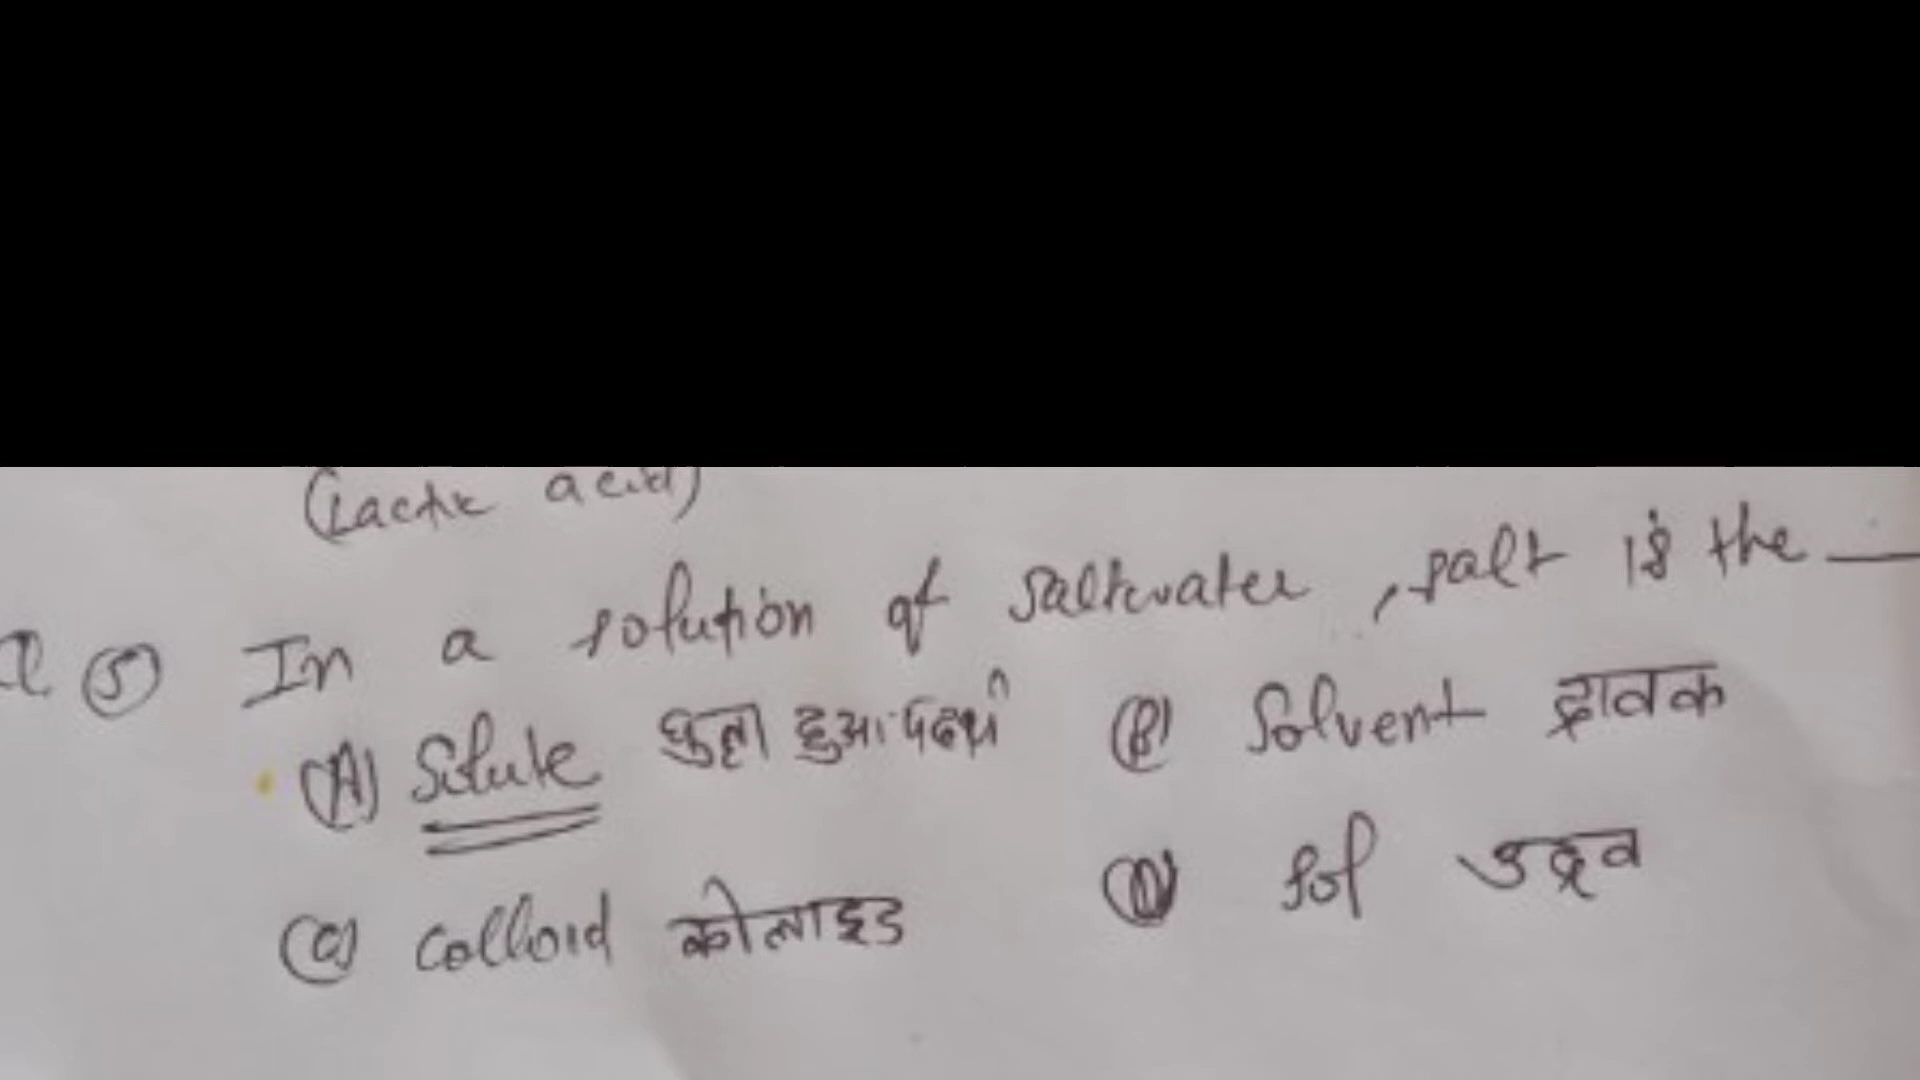 (Lactic acid)
Q (5) In a solution of saltwater, salt is the —
(A) Solute घुला हुआ पदार्थ (B) Solvent द्रावक
(C) Colloid कोलाइड (D) Sol उद्रव